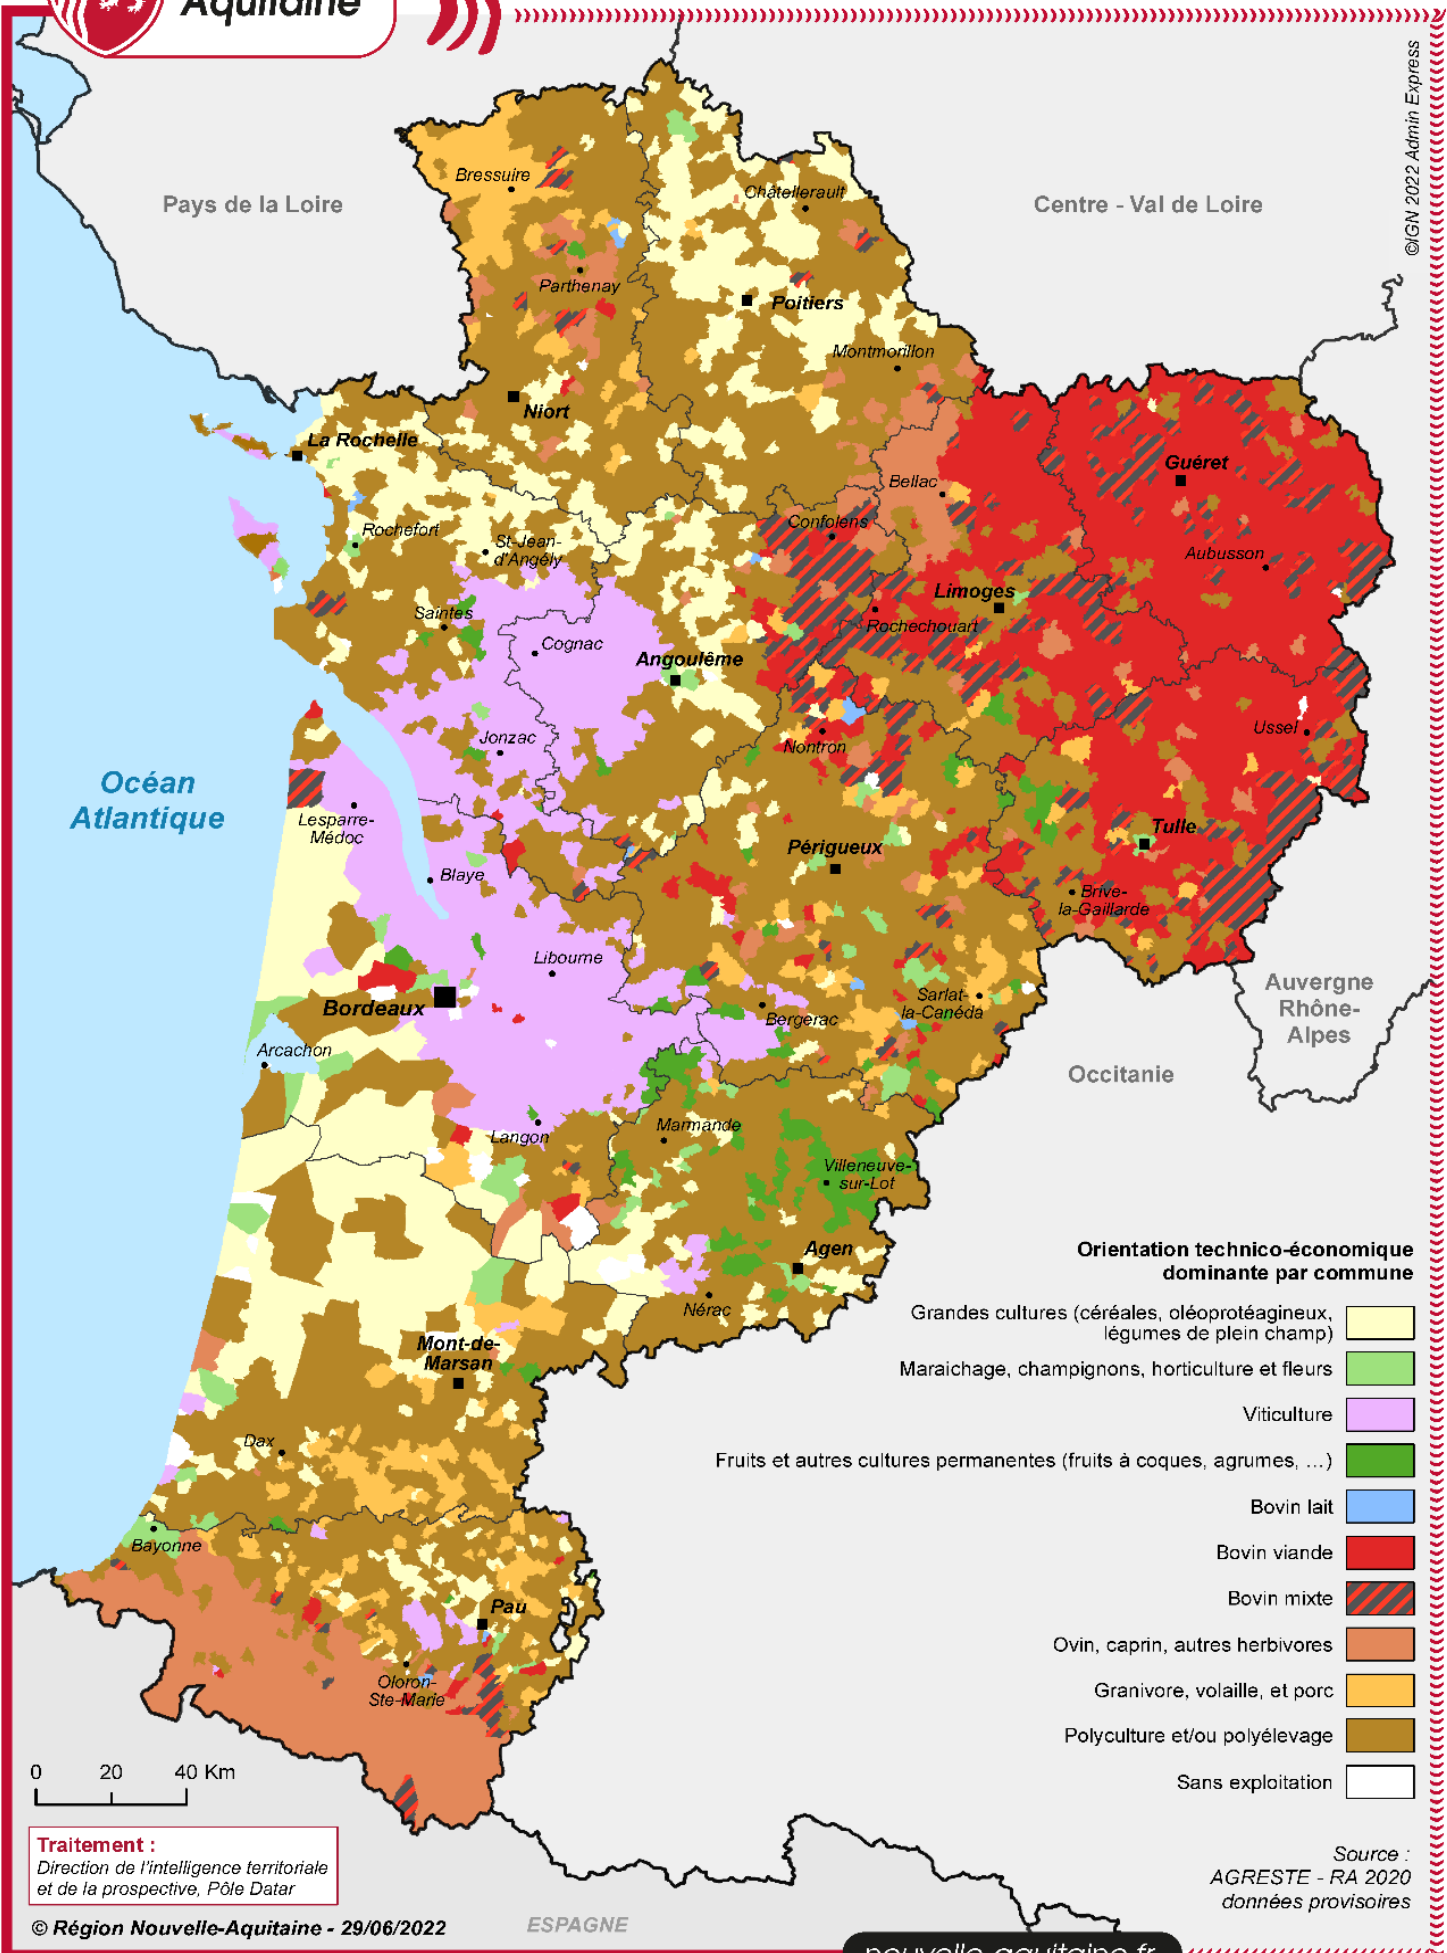 Aquitaine
©IGN 2022 Admin Express
Pays de la Loire
Centre - Val de Loire
Bressuire
Châtellerault
Parthenay
Poitiers
Montmorillon
Niort
La Rochelle
Guéret
Bellac
Confolens
Rochefort
St-Jean-
d'Angély
Aubusson
Limoges
Saintes
Rochechouart
Cognac
Angoulême
Ussel
Jonzac
Nontron
Océan
Atlantique
Lesparre-
Médoc
Tulle
Périgueux
Blaye
Brive-
la-Gaillarde
Libourne
Auvergne
Rhône-
Alpes
Bordeaux
Sarlat-
la-Canéda
Bergerac
Arcachon
Occitanie
Langon
Marmande
Villeneuve-
sur-Lot
Agen
Nérac
Mont-de-
Marsan
Dax
Bayonne
Pau
Oloron-
Ste-Marie
Orientation technico-économique
dominante par commune
Grandes cultures (céréales, oléoprotéagineux,
légumes de plein champ)
Maraichage, champignons, horticulture et fleurs
Viticulture
Fruits et autres cultures permanentes (fruits à coques, agrumes, ...)
Bovin lait
Bovin viande
Bovin mixte
Ovin, caprin, autres herbivores
Granivore, volaille, et porc
Polyculture et/ou polyélevage
Sans exploitation
0 20 40 Km
Traitement :
Direction de l'intelligence territoriale
et de la prospective, Pôle Datar
Source :
AGRESTE - RA 2020
données provisoires
© Région Nouvelle-Aquitaine - 29/06/2022
ESPAGNE
nouvelle-aquitaine.fr